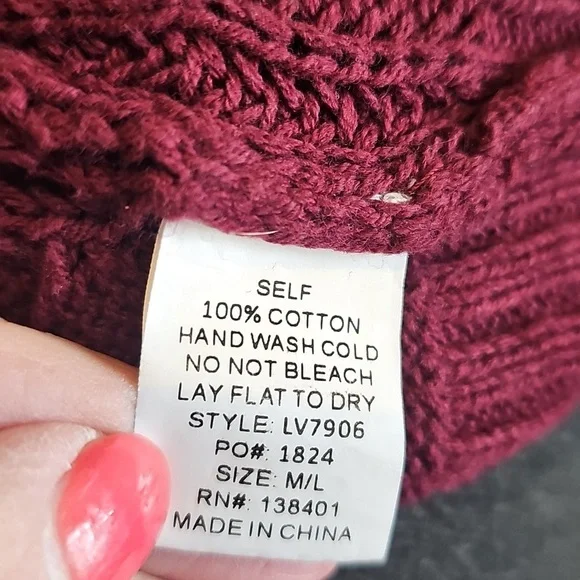 SELF
100% COTTON
HAND WASH COLD
NO NOT BLEACH
LAY FLAT TO DRY
STYLE: LV7906
PO#: 1824
SIZE: M/L
RN#: 138401
MADE IN CHINA